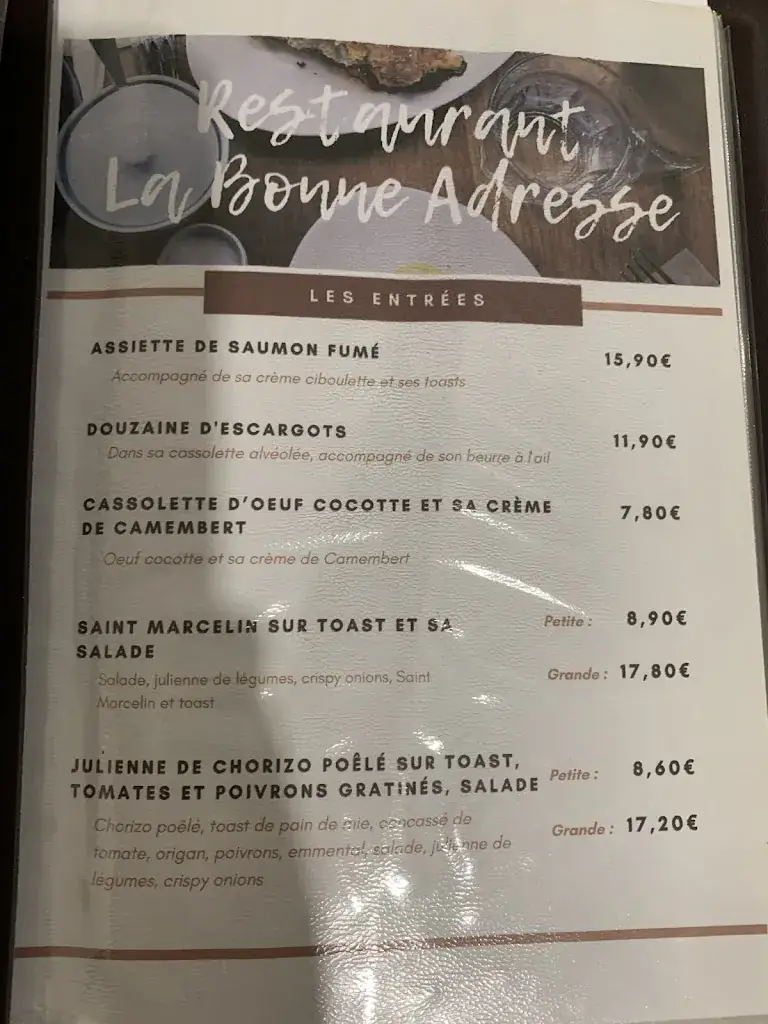 Restaurant
La Bonne Adresse
LES ENTRÉES
ASSIETTE DE SAUMON FUMÉ 15,90€
Accompagné de sa crème ciboulette et ses toasts
DOUZAINE D'ESCARGOTS 11,90€
Dans sa cassolette alvéolée, accompagné de son beurre à l'ail
CASSOLETTE D'OEUF COCOTTE ET SA CRÈME 7,80€
DE CAMEMBERT
Oeuf cocotte et sa crème de Camembert
SAINT MARCELIN SUR TOAST ET SA Petite : 8,90€
SALADE
Salade, julienne de légumes, crispy onions, Saint Grande : 17,80€
Marcelin et toast
JULIENNE DE CHORIZO POÊLÉ SUR TOAST, Petite : 8,60€
TOMATES ET POIVRONS GRATINÉS, SALADE
Chorizo poêlé, toast de pain de mie, concassé de Grande : 17,20€
tomate, origan, poivrons, emmental, salade, julienne de
légumes, crispy onions